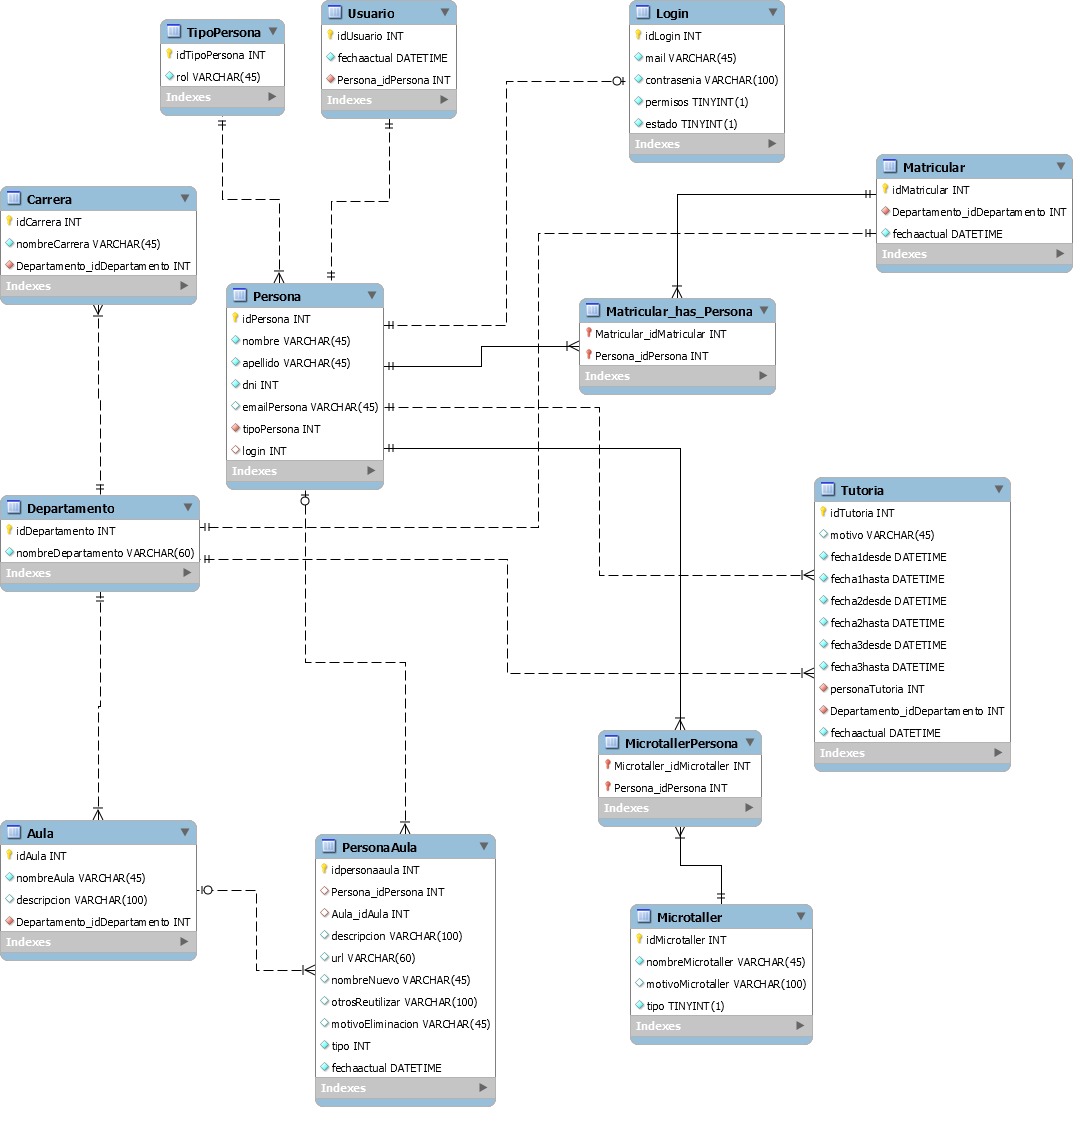 TipoPersona
idTipoPersona INT
rol VARCHAR(45)
Indexes
Usuario
idUsuario INT
fechaactual DATETIME
Persona_idPersona INT
Indexes
Login
idLogin INT
mail VARCHAR(45)
contrasenia VARCHAR(100)
permisos TINYINT(1)
estado TINYINT(1)
Indexes
Matricular
idMatricular INT
Departamento_idDepartamento INT
fechaactual DATETIME
Indexes
Carrera
idCarrera INT
nombreCarrera VARCHAR(45)
Departamento_idDepartamento INT
Indexes
Persona
idPersona INT
nombre VARCHAR(45)
apellido VARCHAR(45)
dni INT
emailPersona VARCHAR(45)
tipoPersona INT
login INT
Indexes
Matricular_has_Persona
Matricular_idMatricular INT
Persona_idPersona INT
Indexes
Departamento
idDepartamento INT
nombreDepartamento VARCHAR(60)
Indexes
Tutoria
idTutoria INT
motivo VARCHAR(45)
fecha1desde DATETIME
fecha1hasta DATETIME
fecha2desde DATETIME
fecha2hasta DATETIME
fecha3desde DATETIME
fecha3hasta DATETIME
personaTutoria INT
Departamento_idDepartamento INT
fechaactual DATETIME
Indexes
MicrotallerPersona
Microtaller_idMicrotaller INT
Persona_idPersona INT
Indexes
Aula
idAula INT
nombreAula VARCHAR(45)
descripcion VARCHAR(100)
Departamento_idDepartamento INT
Indexes
PersonaAula
idpersonaaula INT
Persona_idPersona INT
Aula_idAula INT
descripcion VARCHAR(100)
url VARCHAR(60)
nombreNuevo VARCHAR(45)
otrosReutilizar VARCHAR(100)
motivoEliminacion VARCHAR(45)
tipo INT
fechaactual DATETIME
Indexes
Microtaller
idMicrotaller INT
nombreMicrotaller VARCHAR(45)
motivoMicrotaller VARCHAR(100)
tipo TINYINT(1)
Indexes